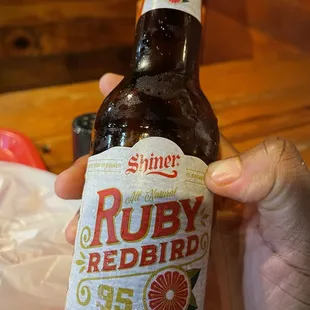 Shiner
All Natural
RUBY
REDBIRD
95